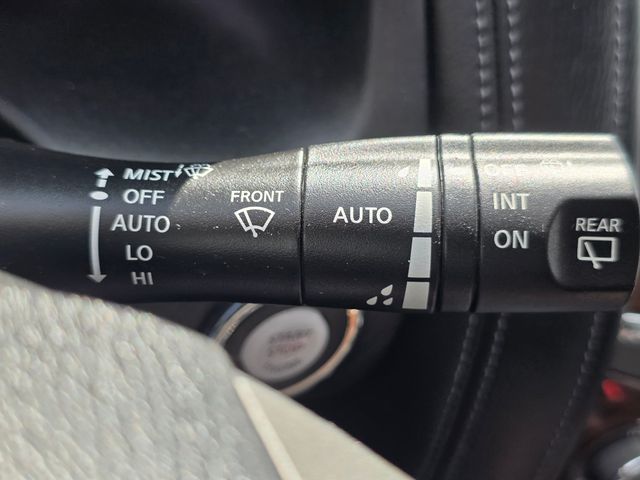 MIST
OFF
AUTO
LO
HI
FRONT
AUTO
INT
ON
REAR